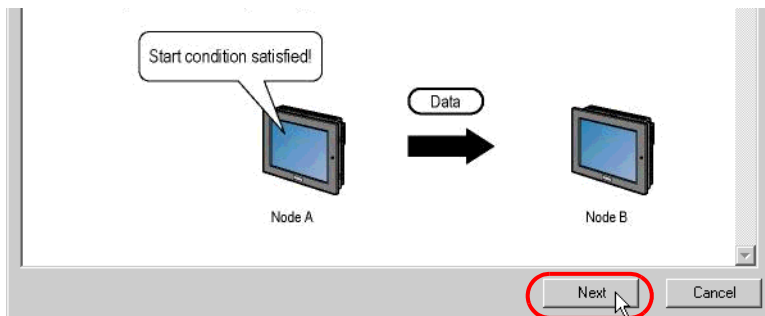 Start condition satisfied!
Data
Node A
Node B
Next
Cancel